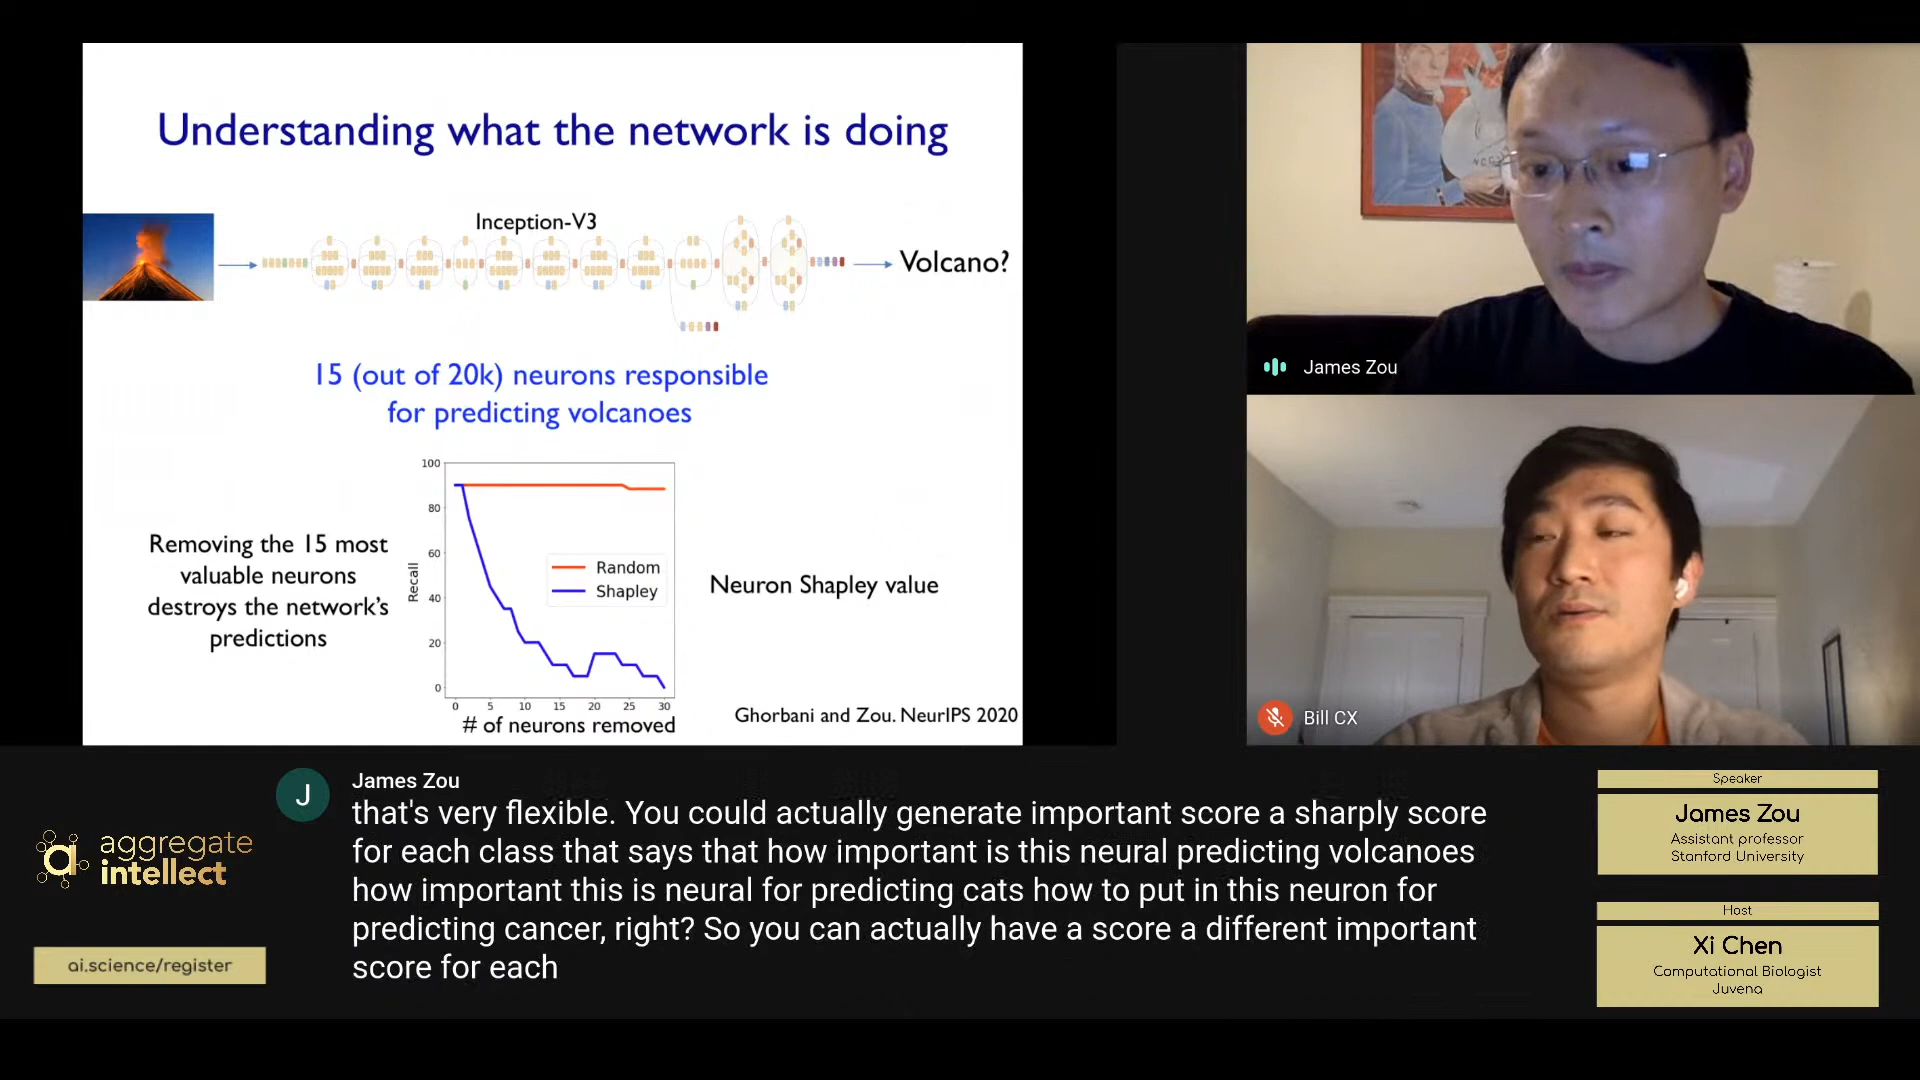 Understanding what the network is doing
Inception-V3
Volcano?
15 (out of 20k) neurons responsible
for predicting volcanoes
Removing the 15 most
valuable neurons
destroys the network's
predictions
Recall
100
80
60
40
20
0
Random
Shapley
0 5 10 15 20 25 30
# of neurons removed
Neuron Shapley value
Ghorbani and Zou. NeurIPS 2020
NCC
James Zou
Bill CX
J
James Zou
that's very flexible. You could actually generate important score a sharply score
for each class that says that how important is this neural predicting volcanoes
how important this is neural for predicting cats how to put in this neuron for
predicting cancer, right? So you can actually have a score a different important
score for each
aggregate
intellect
ai.science/register
Speaker
James Zou
Assistant professor
Stanford University
Host
Xi Chen
Computational Biologist
Juvena